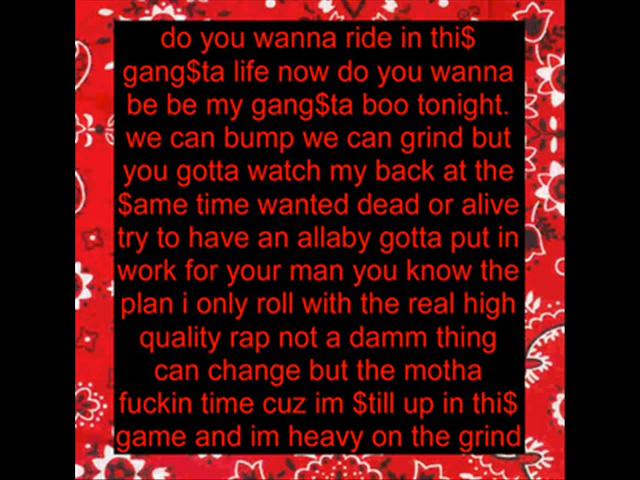 do you wanna ride in thi$
gang$ta life now do you wanna
be be my gang$ta boo tonight.
we can bump we can grind but
you gotta watch my back at the
$ame time wanted dead or alive
try to have an allaby gotta put in
work for your man you know the
plan i only roll with the real high
quality rap not a damm thing
can change but the motha
fuckin time cuz im $till up in thi$
game and im heavy on the grind